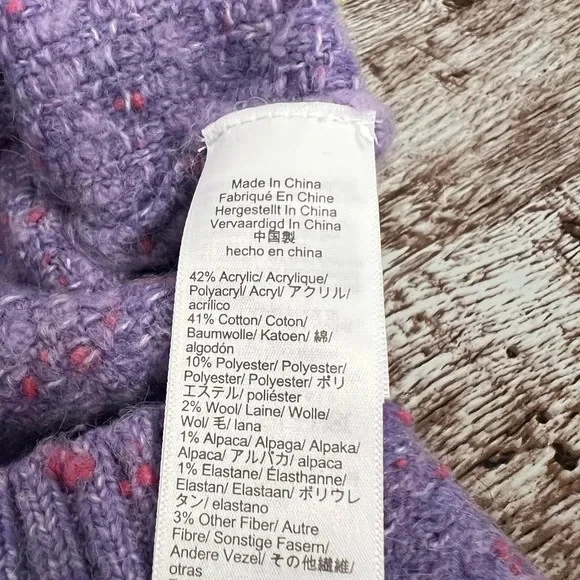 Made In China
Fabriqué En Chine
Hergestellt In China
Vervaardigd In China
中国製
hecho en china
42% Acrylic/ Acrylique/
Polyacryl/ Acryl/ アクリル/
acrílico
41% Cotton/ Coton/
Baumwolle/ Katoen/ 綿/
algodón
10% Polyester/ Polyester/
Polyester/ Polyester/ ポリ
エステル/ poliéster
2% Wool/ Laine/ Wolle/
Wol/ 毛/ lana
1% Alpaca/ Alpaga/ Alpaka/
Alpaca/ アルパカ/ alpaca
1% Elastane/ Élasthanne/
Elastan/ Elastaan/ ポリウレ
タン/ elastano
3% Other Fiber/ Autre
Fibre/ Sonstige Fasern/
Andere Vezel/ その他繊維/
otras